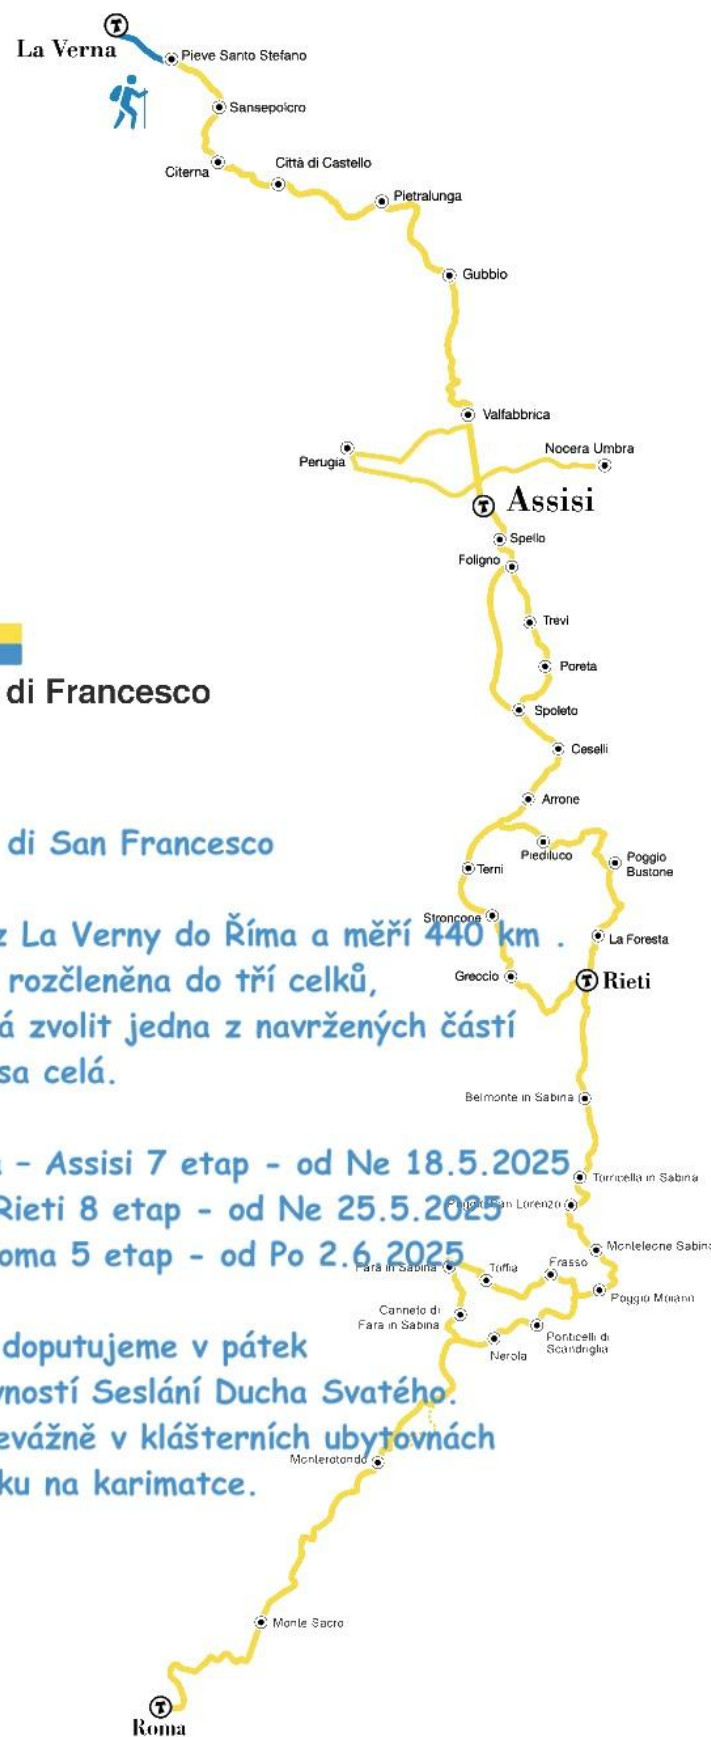 La Verna
Pieve Santo Stefano
Sansepolcro
Citerna
Città di Castello
Pietralunga
Gubbio
Valfabbrica
Perugia
Nocera Umbra
Assisi
Spello
Foligno
Trevi
Poreta
di Francesco
Spoleto
Ceselli
Arrone
di San Francesco
Piediluco
Poggio
Bustone
Terni
Stroncone
z La Verny do Říma a měří 440 km .
La Foresta
rozčleněna do tří celků,
Greccio
Rieti
á zvolit jedna z navržených částí
sa celá.
Belmonte in Sabina
– Assisi 7 etap - od Ne 18.5.2025
Torricella in Sabina
Rieti 8 etap - od Ne 25.5.2025
Poggio San Lorenzo
Monteleone Sabino
oma 5 etap - od Po 2.6.2025
Fara in Sabina
Toffia
Frasso
Poggio Moiano
Canneto di
Fara in Sabina
Ponticelli di
Scandriglia
Nerola
doputujeme v pátek
vností Seslání Ducha Svatého.
evážně v klášterních ubytovnách
Monterotondo
ku na karimatce.
Monte Sacro
Roma